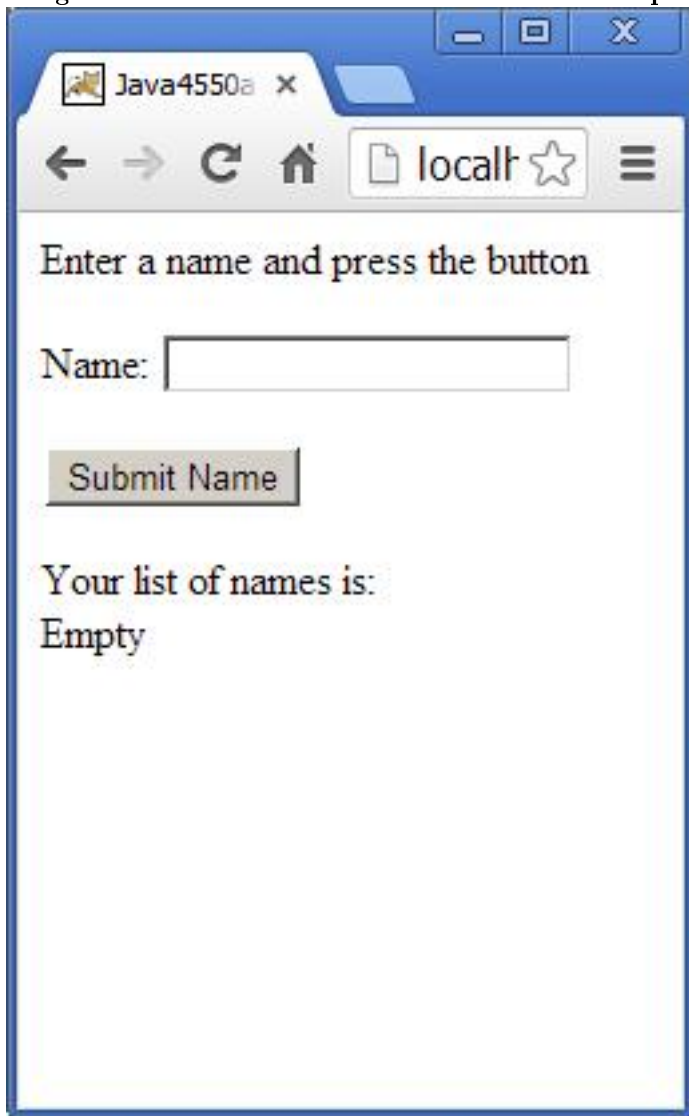 Java4550a
localh
Enter a name and press the button
Name:
Submit Name
Your list of names is:
Empty